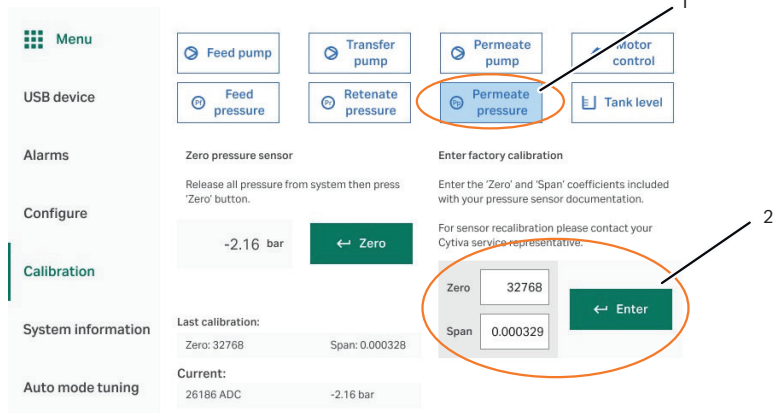 1
Menu
Feed pump
Transfer
pump
Permeate
pump
Motor
control
USB device
Pf
Feed
pressure
Pr
Retenate
pressure
Pp
Permeate
pressure
Tank level
Alarms
Zero pressure sensor
Enter factory calibration
Release all pressure from system then press
'Zero' button.
Enter the 'Zero' and 'Span' coefficients included
with your pressure sensor documentation.
Configure
For sensor recalibration please contact your
Cytiva service representative.
2
-2.16 bar
Zero
Calibration
Zero
32768
Enter
Span
0.000329
System information
Last calibration:
Zero: 32768
Span: 0.000328
Current:
Auto mode tuning
26186 ADC
-2.16 bar